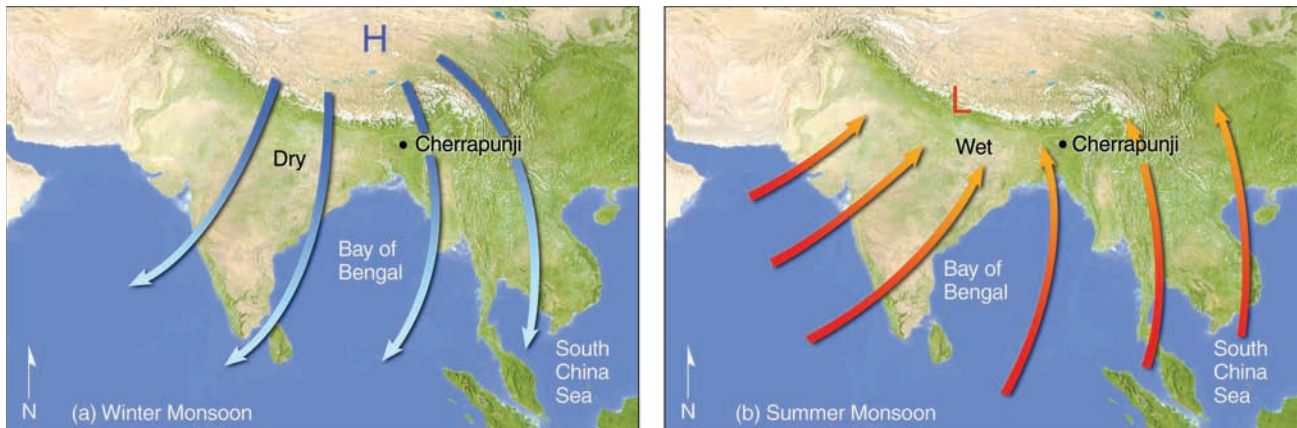 H
Dry
Cherrapunji
Bay of
Bengal
South
China
Sea
N
(a) Winter Monsoon
L
Wet
Cherrapunji
Bay of
Bengal
South
China
Sea
N
(b) Summer Monsoon